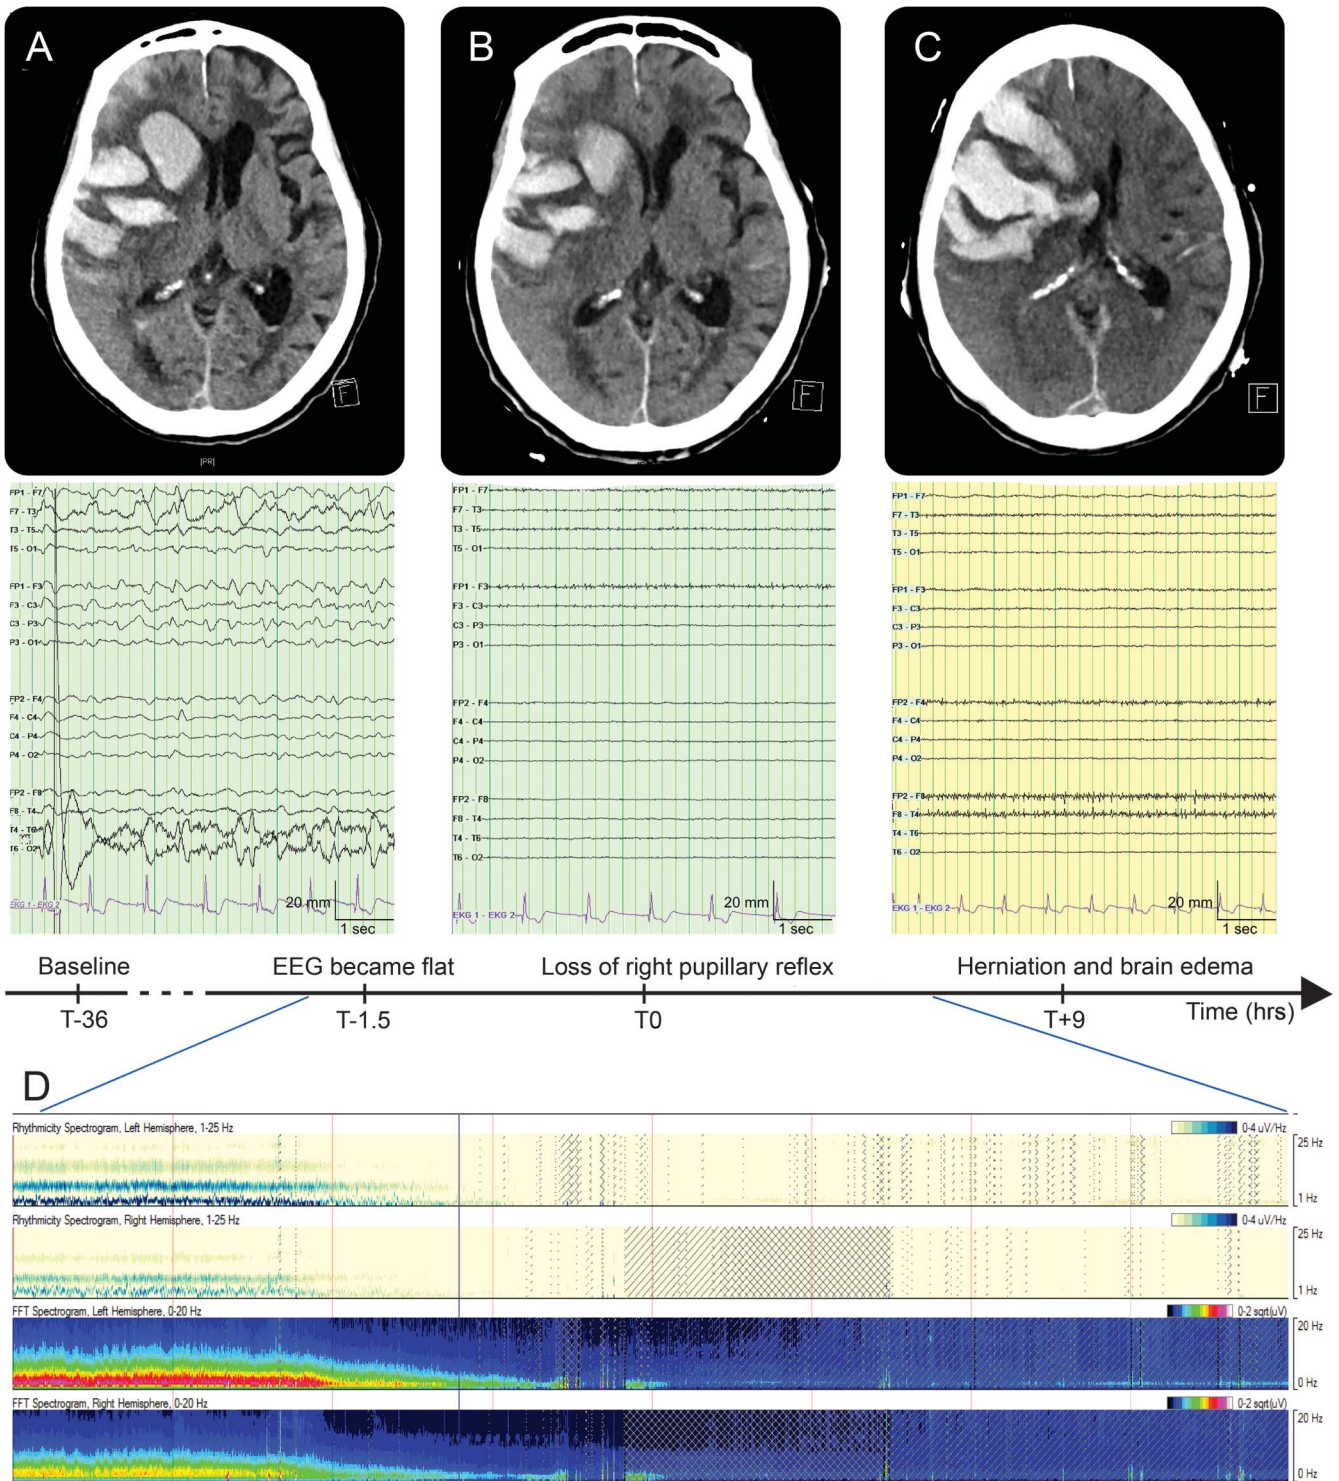 A
B
C
F
F
F
[PR]
FP1 - F7
F7 - T3
T3 - T5
T5 - O1
FP1 - F3
F3 - C3
C3 - P3
P3 - O1
FP2 - F4
F4 - C4
C4 - P4
P4 - O2
FP2 - F8
F8 - T4
T4 - T6
T6 - O2
EKG 1 - EKG 2
20 mm
1 sec
FP1 - F7
F7 - T3
T3 - T5
T5 - O1
FP1 - F3
F3 - C3
C3 - P3
P3 - O1
FP2 - F4
F4 - C4
C4 - P4
P4 - O2
FP2 - F8
F8 - T4
T4 - T6
T6 - O2
EKG 1 - EKG 2
20 mm
1 sec
FP1 - F7
F7 - T3
T3 - T5
T5 - O1
FP1 - F3
F3 - C3
C3 - P3
P3 - O1
FP2 - F4
F4 - C4
C4 - P4
P4 - O2
FP2 - F8
F8 - T4
T4 - T6
T6 - O2
EKG 1 - EKG 2
20 mm
1 sec
Baseline
EEG became flat
Loss of right pupillary reflex
Herniation and brain edema
T-36
T-1.5
T0
T+9
Time (hrs)
D
Rhythmicity Spectrogram, Left Hemisphere, 1-25 Hz
0-4 uV/Hz
25 Hz
1 Hz
Rhythmicity Spectrogram, Right Hemisphere, 1-25 Hz
0-4 uV/Hz
25 Hz
1 Hz
FFT Spectrogram, Left Hemisphere, 0-20 Hz
0-2 sqrt(uV)
20 Hz
0 Hz
FFT Spectrogram, Right Hemisphere, 0-20 Hz
0-2 sqrt(uV)
20 Hz
0 Hz